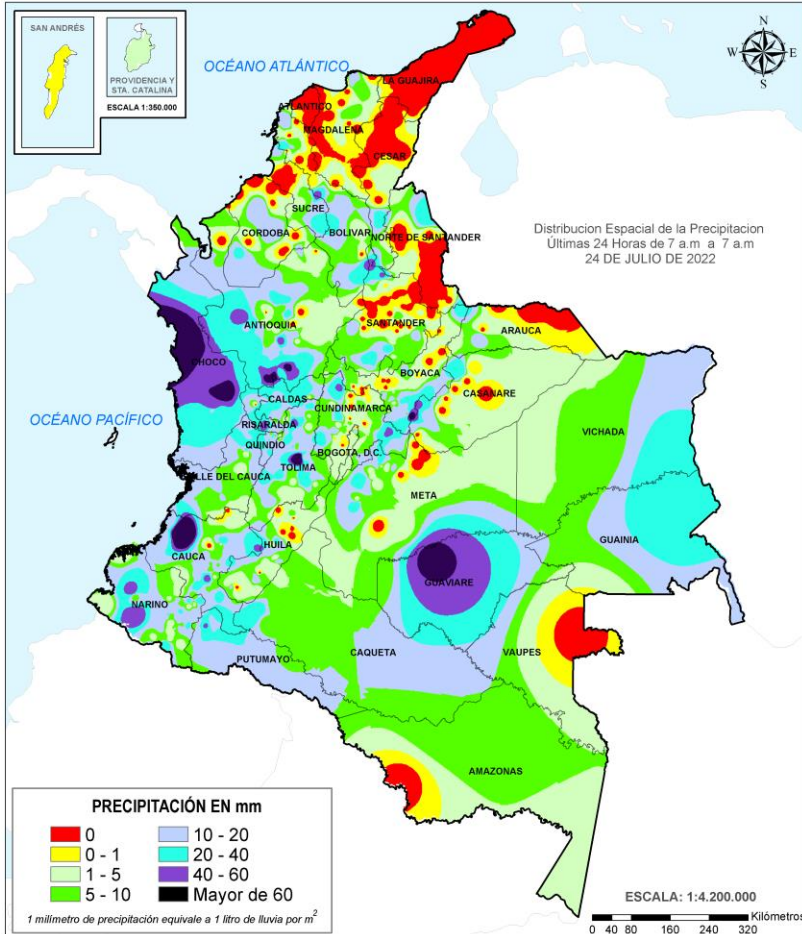 SAN ANDRÉS
PROVIDENCIA Y
STA. CATALINA
ESCALA 1:350.000
OCÉANO ATLÁNTICO
N
W
E
S
LA GUAJIRA
ATLANTICO
MAGDALENA
CESAR
SUCRE
CORDOBA
BOLIVAR
NORTE DE SANTANDER
Distribucion Espacial de la Precipitacion
Últimas 24 Horas de 7 a.m a 7 a.m
24 DE JULIO DE 2022
ANTIOQUIA
SANTANDER
ARAUCA
CHOCO
BOYACA
CASANARE
CALDAS
CUNDINAMARCA
OCÉANO PACÍFICO
RISARALDA
VICHADA
QUINDIO
BOGOTA, D.C.
TOLIMA
VALLE DEL CAUCA
META
GUAINIA
HUILA
CAUCA
GUAVIARE
NARINO
CAQUETA
VAUPES
PUTUMAYO
AMAZONAS
PRECIPITACIÓN EN mm
0
10 - 20
0 - 1
20 - 40
1 - 5
40 - 60
5 - 10
Mayor de 60
1 milímetro de precipitación equivale a 1 litro de lluvia por m²
ESCALA: 1:4.200.000
Kilómetros
0 40 80 160 240 320